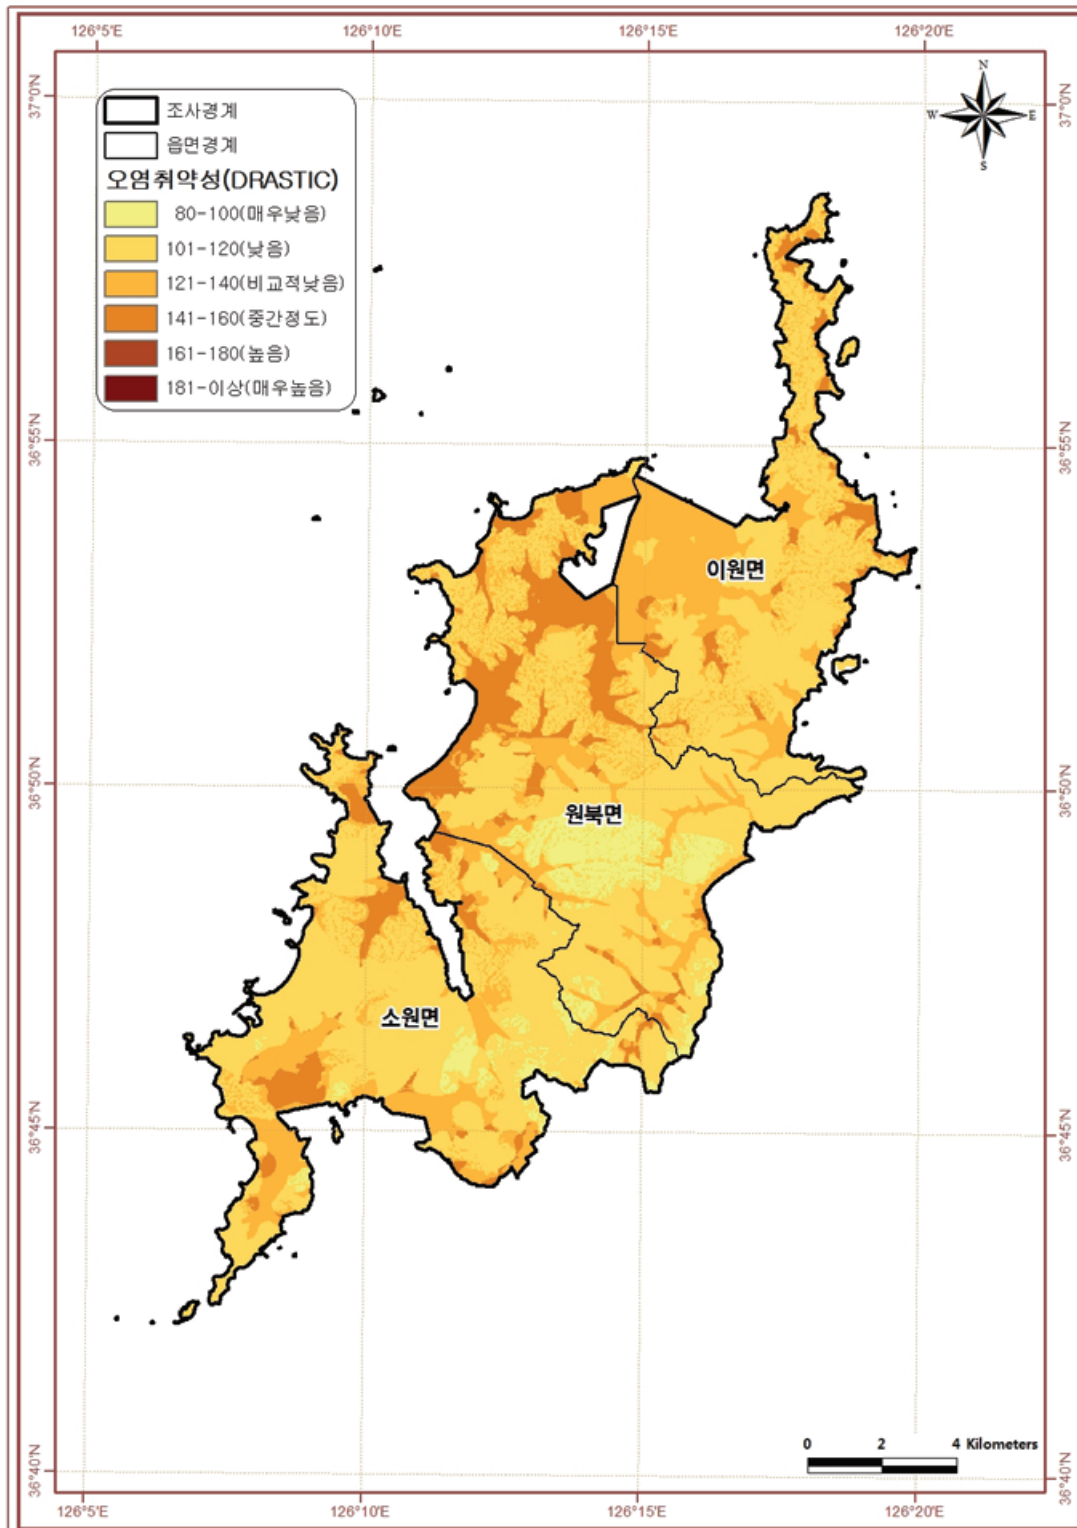 126°5'E 126°10'E 126°15'E 126°20'E
N
W E
S
37°0'N 37°0'N
조사경계
읍면경계
오염취약성(DRASTIC)
80-100(매우낮음)
101-120(낮음)
121-140(비교적낮음)
141-160(중간정도)
161-180(높음)
181-이상(매우높음)
36°55'N 36°55'N
이원면
36°50'N 36°50'N
원북면
소원면
36°45'N 36°45'N
0 2 4 Kilometers
36°40'N 36°40'N
126°5'E 126°10'E 126°15'E 126°20'E